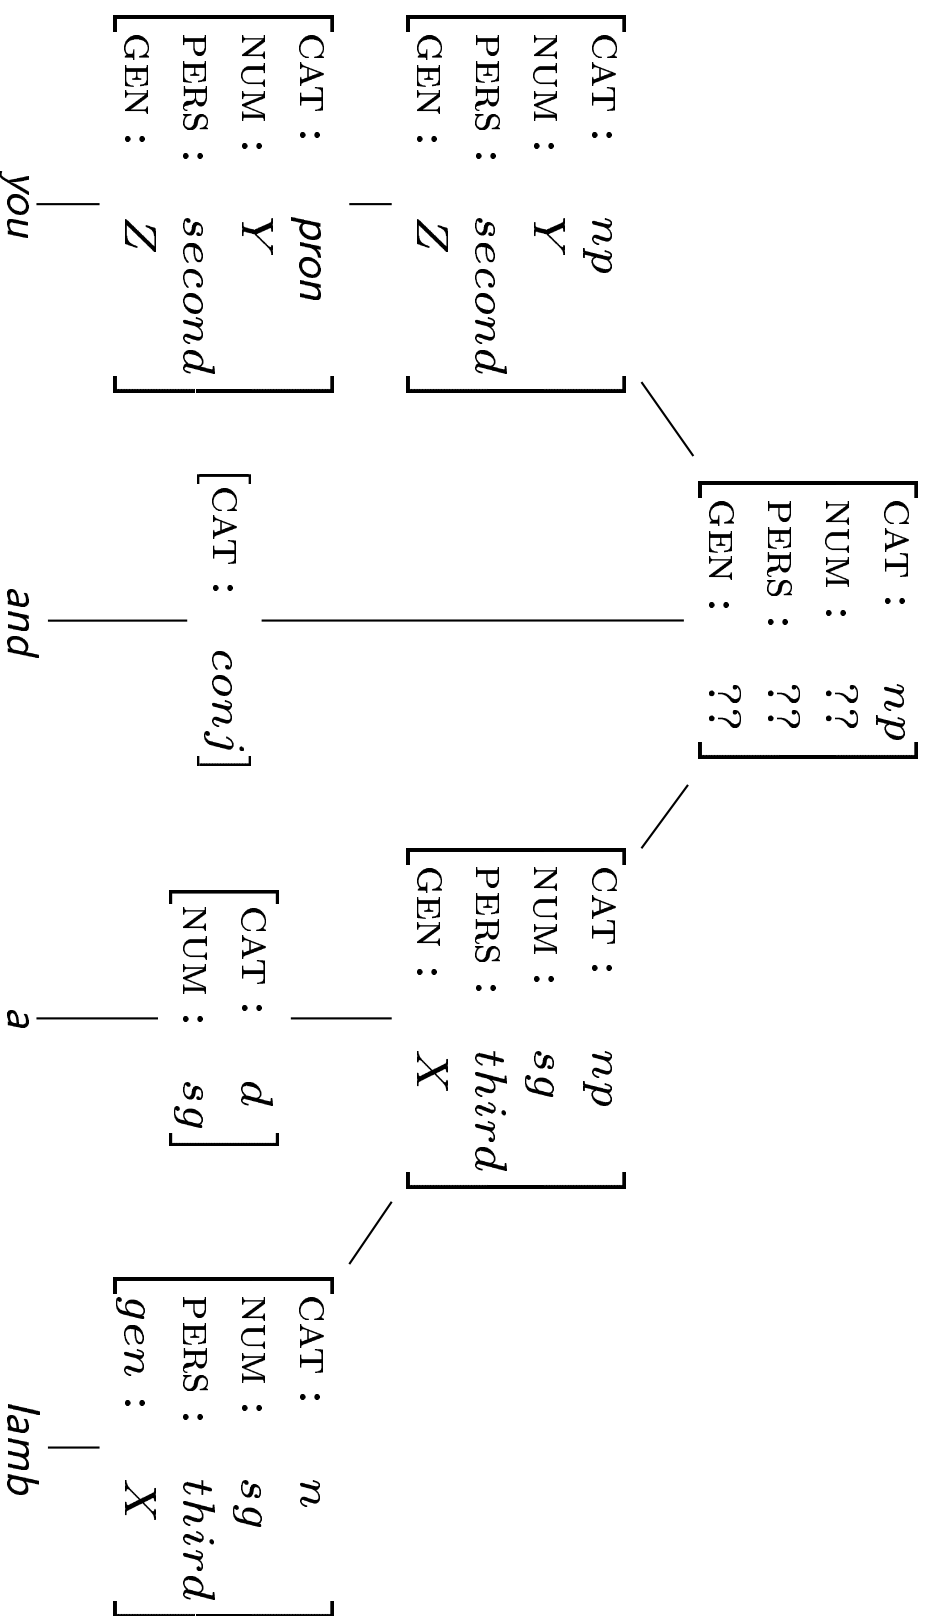 CAT : np
NUM : ??
PERS : ??
GEN : ??
CAT : np
NUM : Y
PERS : second
GEN : Z
CAT : np
NUM : sg
PERS : third
GEN : X
CAT : pron
NUM : Y
PERS : second
GEN : Z
[CAT : conj]
CAT : d
NUM : sg
CAT : n
NUM : sg
PERS : third
gen : X
you and a lamb